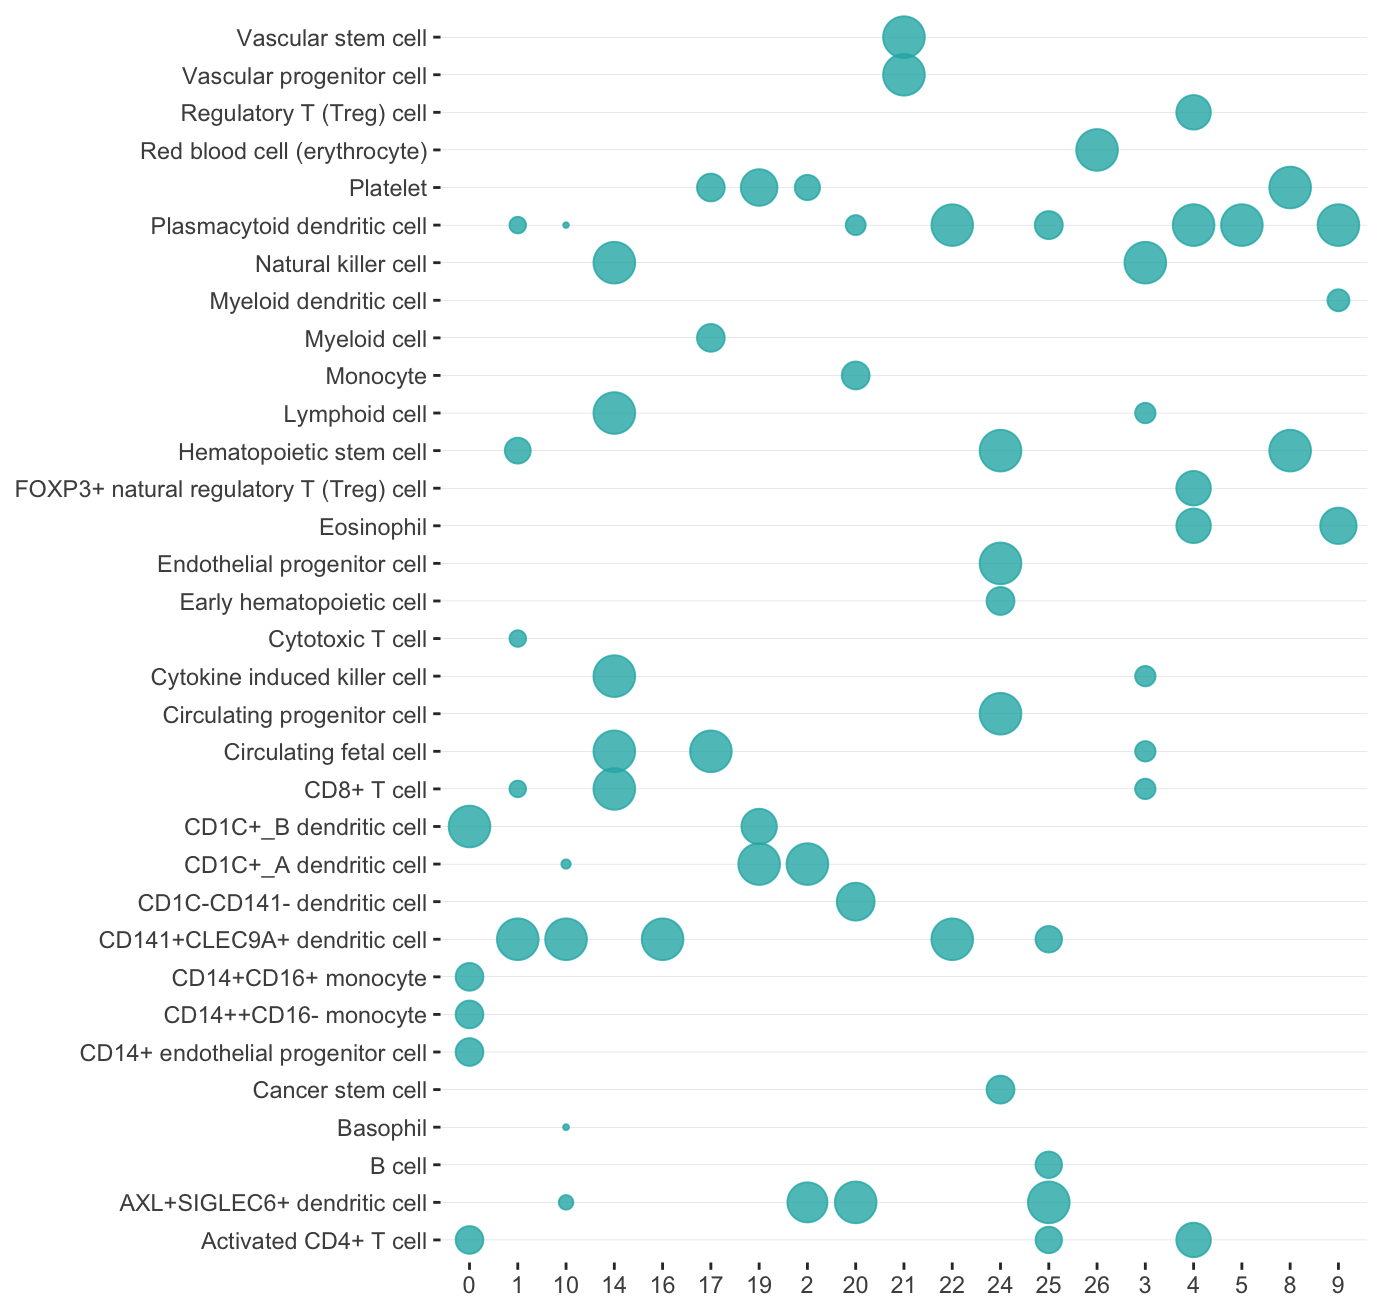 Vascular stem cell
Vascular progenitor cell
Regulatory T (Treg) cell
Red blood cell (erythrocyte)
Platelet
Plasmacytoid dendritic cell
Natural killer cell
Myeloid dendritic cell
Myeloid cell
Monocyte
Lymphoid cell
Hematopoietic stem cell
FOXP3+ natural regulatory T (Treg) cell
Eosinophil
Endothelial progenitor cell
Early hematopoietic cell
Cytotoxic T cell
Cytokine induced killer cell
Circulating progenitor cell
Circulating fetal cell
CD8+ T cell
CD1C+_B dendritic cell
CD1C+_A dendritic cell
CD1C-CD141- dendritic cell
CD141+CLEC9A+ dendritic cell
CD14+CD16+ monocyte
CD14++CD16- monocyte
CD14+ endothelial progenitor cell
Cancer stem cell
Basophil
B cell
AXL+SIGLEC6+ dendritic cell
Activated CD4+ T cell
0 1 10 14 16 17 19 2 20 21 22 24 25 26 3 4 5 8 9